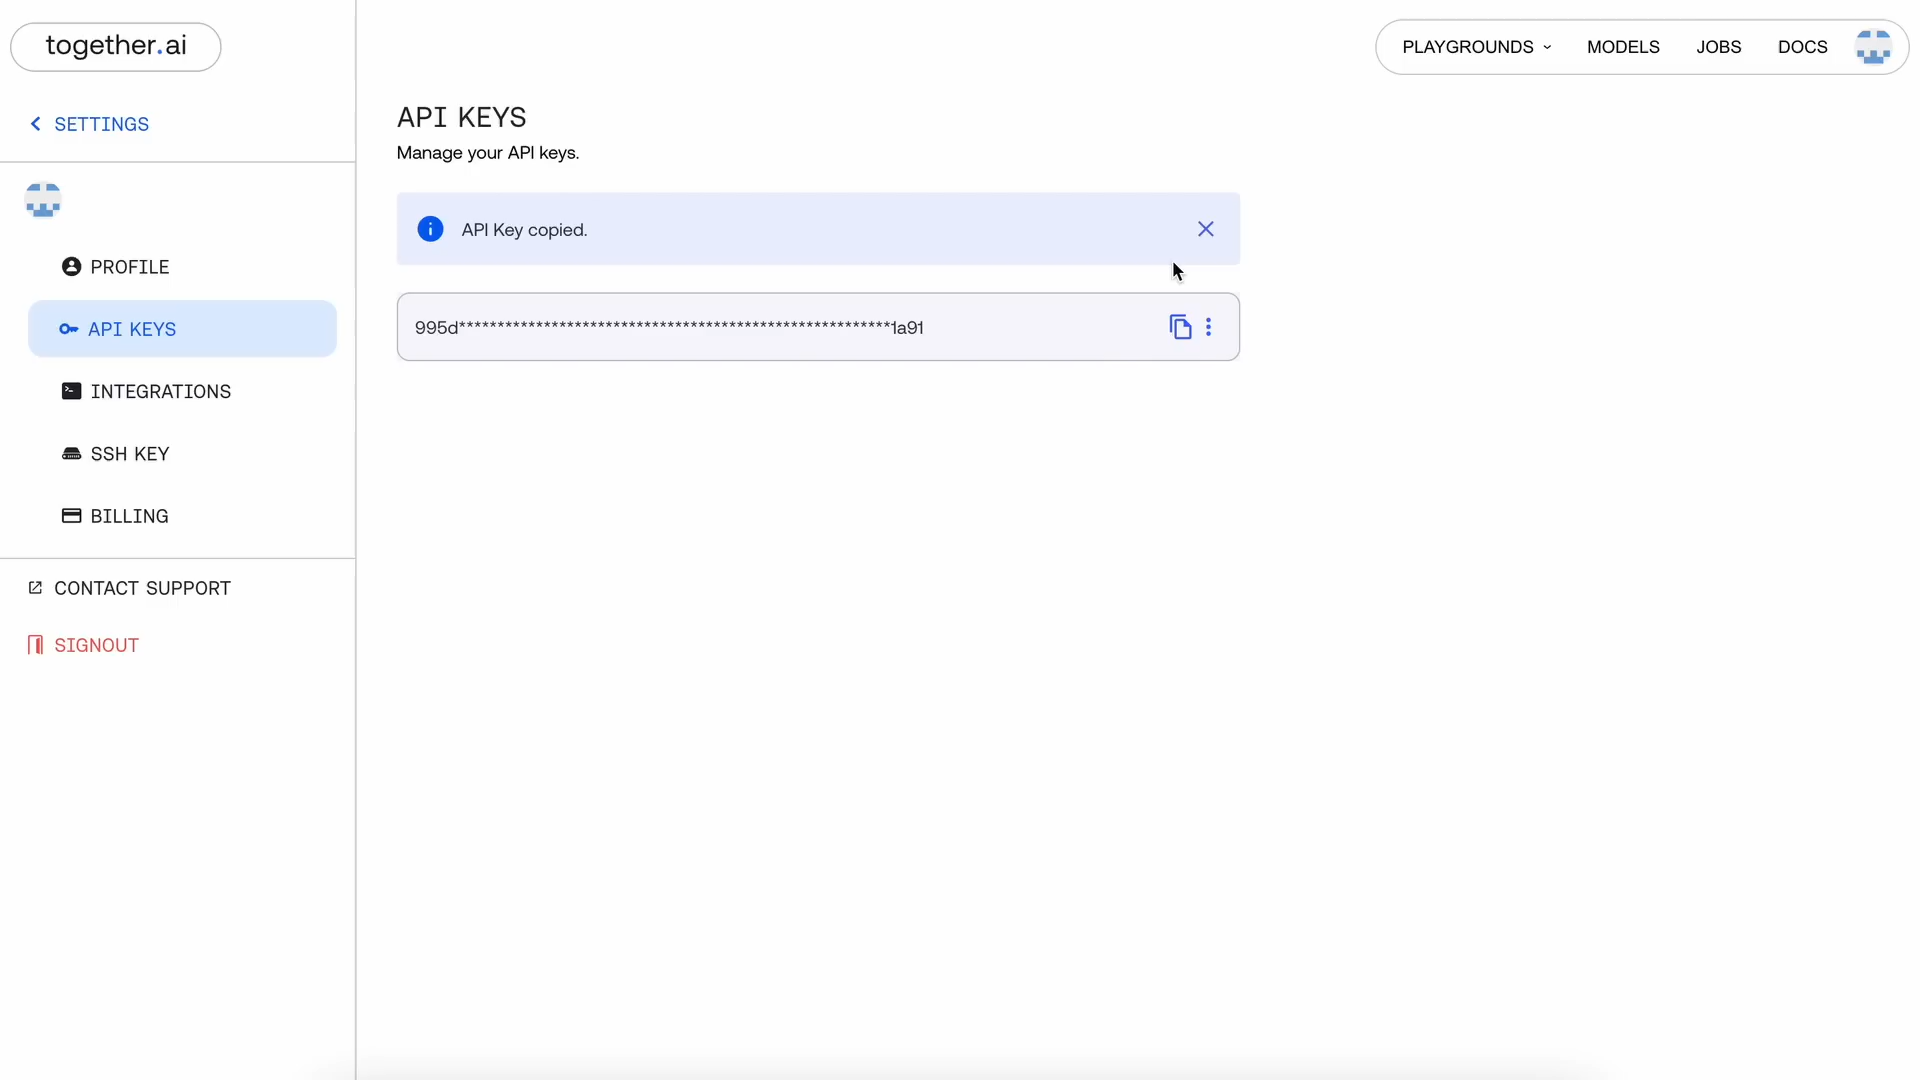 together.ai
PLAYGROUNDS
MODELS
JOBS
DOCS
SETTINGS
PROFILE
API KEYS
INTEGRATIONS
SSH KEY
BILLING
CONTACT SUPPORT
SIGNOUT
API KEYS
Manage your API keys.
API Key copied.
995d********************************************************1a91